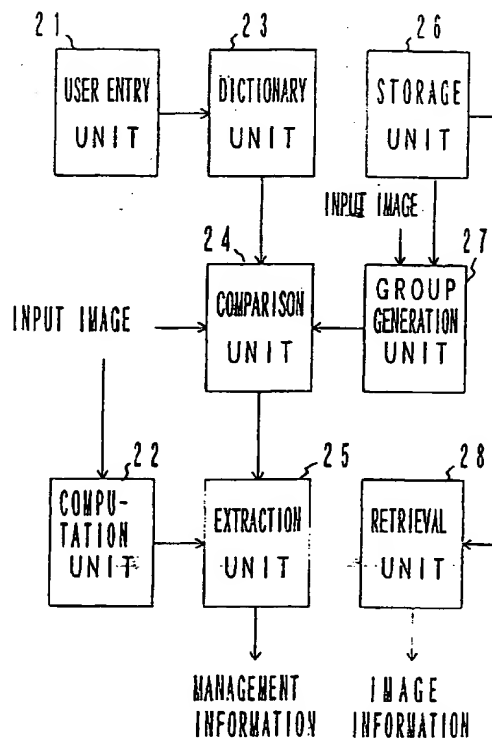 21
23
26
USER ENTRY
UNIT
DICTIONARY
UNIT
STORAGE
UNIT
INPUT IMAGE
24
27
INPUT IMAGE
COMPARISON
UNIT
GROUP
GENERATION
UNIT
22
25
28
COMPU-
TATION
UNIT
EXTRACTION
UNIT
RETRIEVAL
UNIT
MANAGEMENT
INFORMATION
IMAGE
INFORMATION